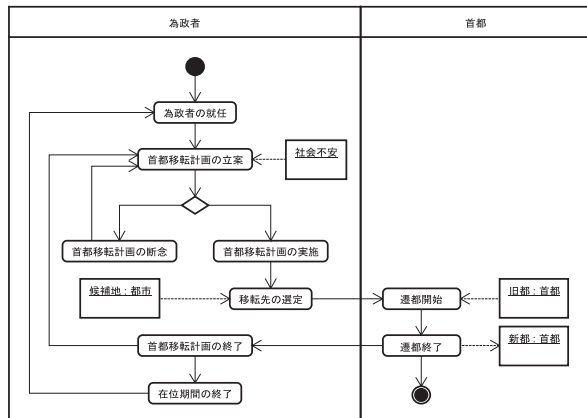 為政者
首都
為政者の就任
首都移転計画の立案
社会不安
首都移転計画の断念
首都移転計画の実施
候補地：都市
移転先の選定
遷都開始
旧都：首都
首都移転計画の終了
遷都終了
新都：首都
在位期間の終了